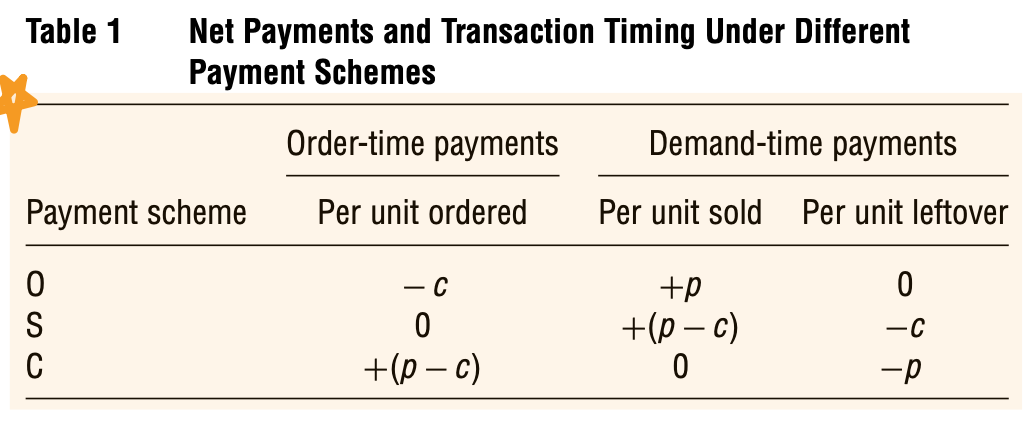 Table 1 Net Payments and Transaction Timing Under Different
Payment Schemes
Order-time payments Demand-time payments
Payment scheme Per unit ordered Per unit sold Per unit leftover
O −c +p 0
S 0 +(p − c) −c
C +(p − c) 0 −p